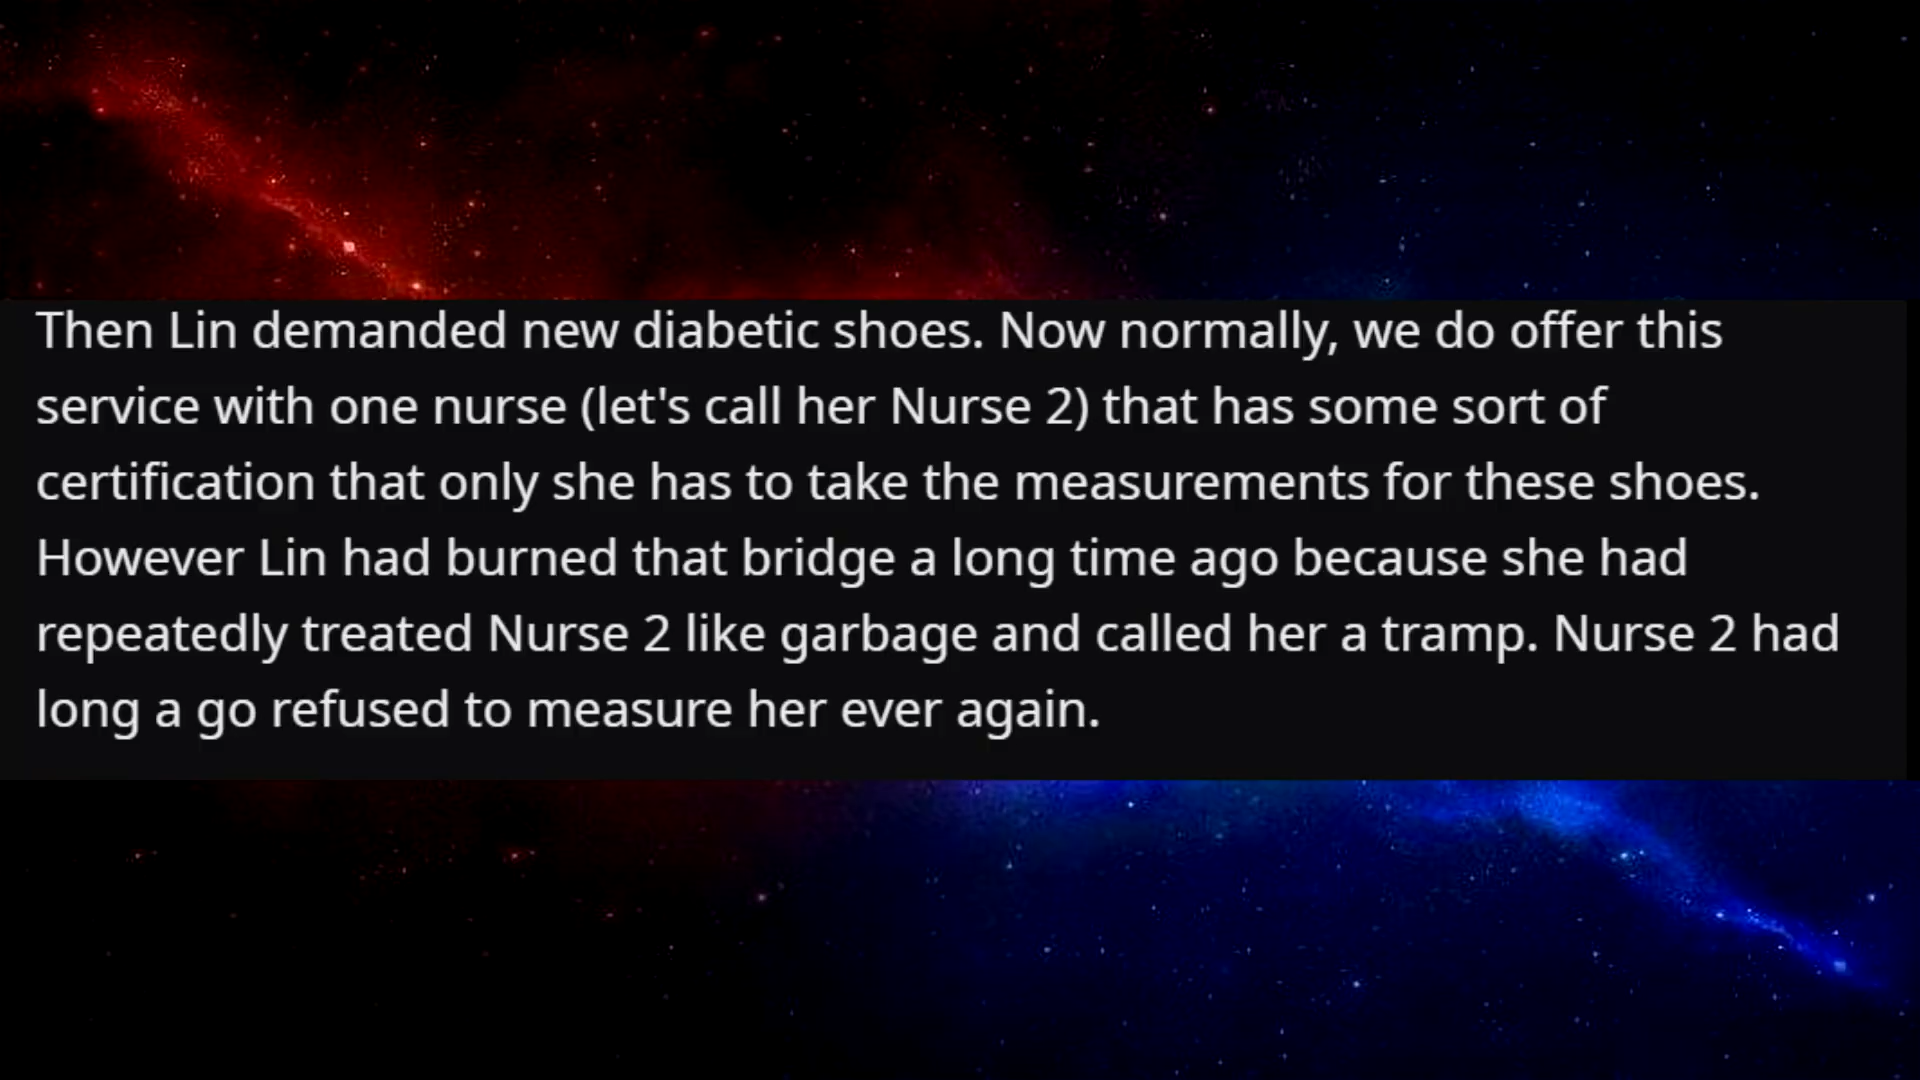 Then Lin demanded new diabetic shoes. Now normally, we do offer this
service with one nurse (let's call her Nurse 2) that has some sort of
certification that only she has to take the measurements for these shoes.
However Lin had burned that bridge a long time ago because she had
repeatedly treated Nurse 2 like garbage and called her a tramp. Nurse 2 had
long a go refused to measure her ever again.